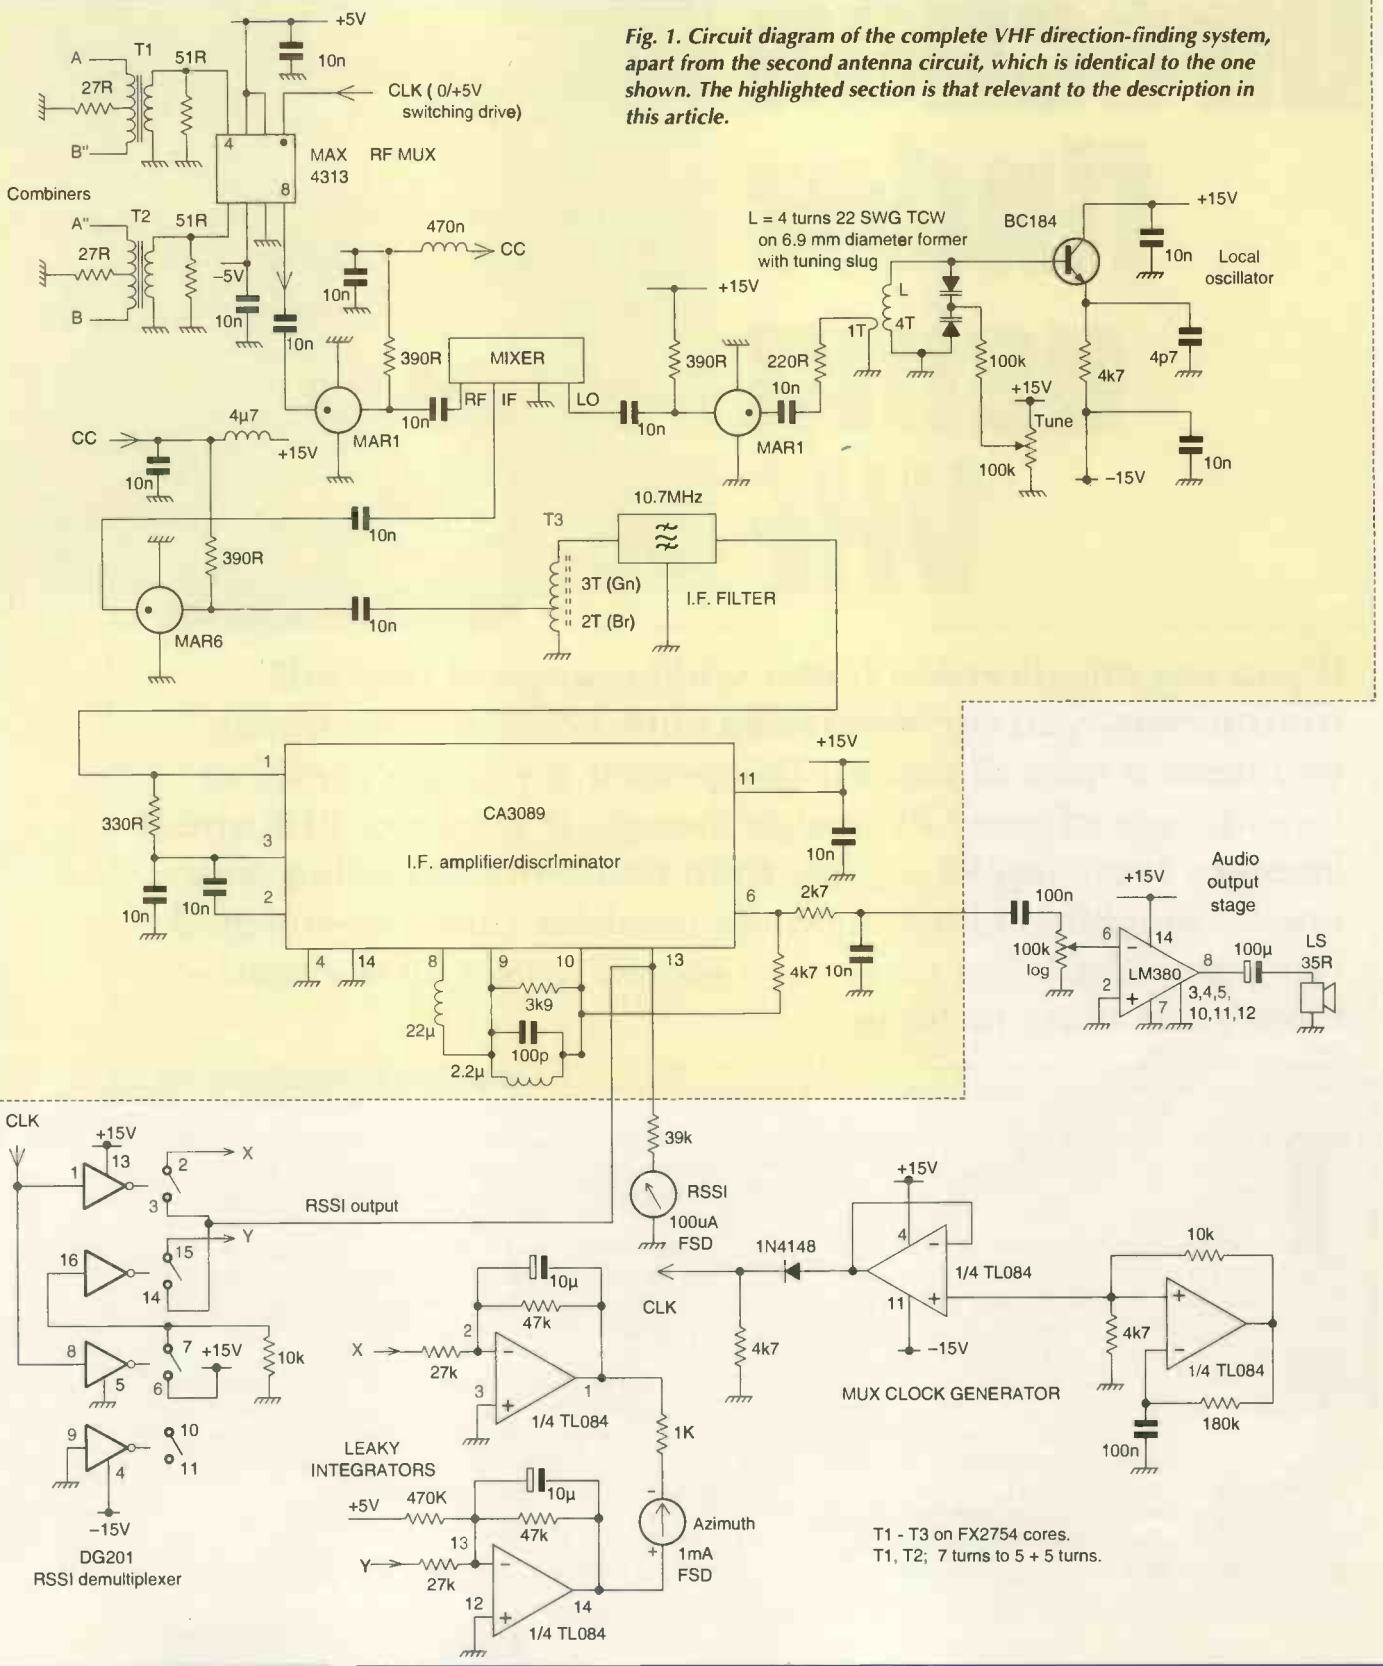 Fig. 1. Circuit diagram of the complete VHF direction-finding system,
apart from the second antenna circuit, which is identical to the one
shown. The highlighted section is that relevant to the description in
this article.
+5V
10n
A
T1
51R
27R
B"
CLK ( 0/+5V
switching drive)
4
8
MAX RF MUX
4313
Combiners
A"
T2
51R
27R
B
–5V
10n
10n
470n
CC
10n
390R
MIXER
RF
IF
LO
10n
MAR1
CC
4µ7
+15V
10n
+15V
390R
10n
MAR1
10n
220R
L = 4 turns 22 SWG TCW
on 6.9 mm diameter former
with tuning slug
L
1T
4T
BC184
+15V
10n
Local
oscillator
100k
+15V
Tune
100k
4k7
4p7
10n
–15V
10n
390R
MAR6
10n
T3
3T (Gn)
2T (Br)
10.7MHz
I.F. FILTER
1
330R
3
2
10n
10n
CA3089
I.F. amplifier/discriminator
11
+15V
10n
6
2k7
4k7
10n
4
14
8
9
10
13
22µ
3k9
100p
2.2µ
100n
100k
log
+15V
Audio
output
stage
6
14
–
LM380
2
+
7
8
3,4,5,
10,11,12
100µ
LS
35R
CLK
+15V
1
13
2
X
3
RSSI output
16
15
Y
14
8
5
7
6
+15V
10k
9
4
10
11
–15V
DG201
RSSI demultiplexer
39k
RSSI
100uA
FSD
10µ
47k
X
27k
2
–
3
+
1
1/4 TL084
1K
LEAKY
INTEGRATORS
+5V
470K
10µ
47k
Y
27k
13
–
12
+
14
1/4 TL084
–
Azimuth
+
1mA
FSD
CLK
1N4148
4k7
+15V
4
–
1/4 TL084
+
11
–15V
MUX CLOCK GENERATOR
10k
4k7
+
–
1/4 TL084
180k
100n
T1 - T3 on FX2754 cores.
T1, T2; 7 turns to 5 + 5 turns.